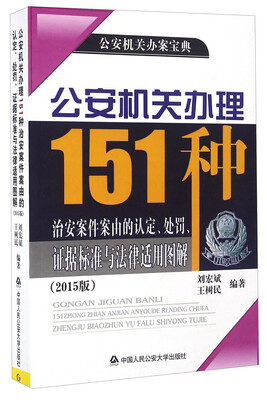 公安机关办案宝典
公安机关办理
151种
治安案件案由的认定、处罚、
证据标准与法律适用图解
(2015版)
刘宏斌
王树民
编著
GONGAN JIGUAN BANLI
151ZHONG ZHIAN ANJIAN ANYOUDE RENDING CHUFA
ZHENGJU BIAOZHUN YU FALU SHIYONG TUJIE
中国人民公安大学出版社
公安机关办理151种治安案件案由的
认定、处罚、证据标准与法律适用图解
(2015版)
刘宏斌
王树民
编著
中国人民公安大学出版社